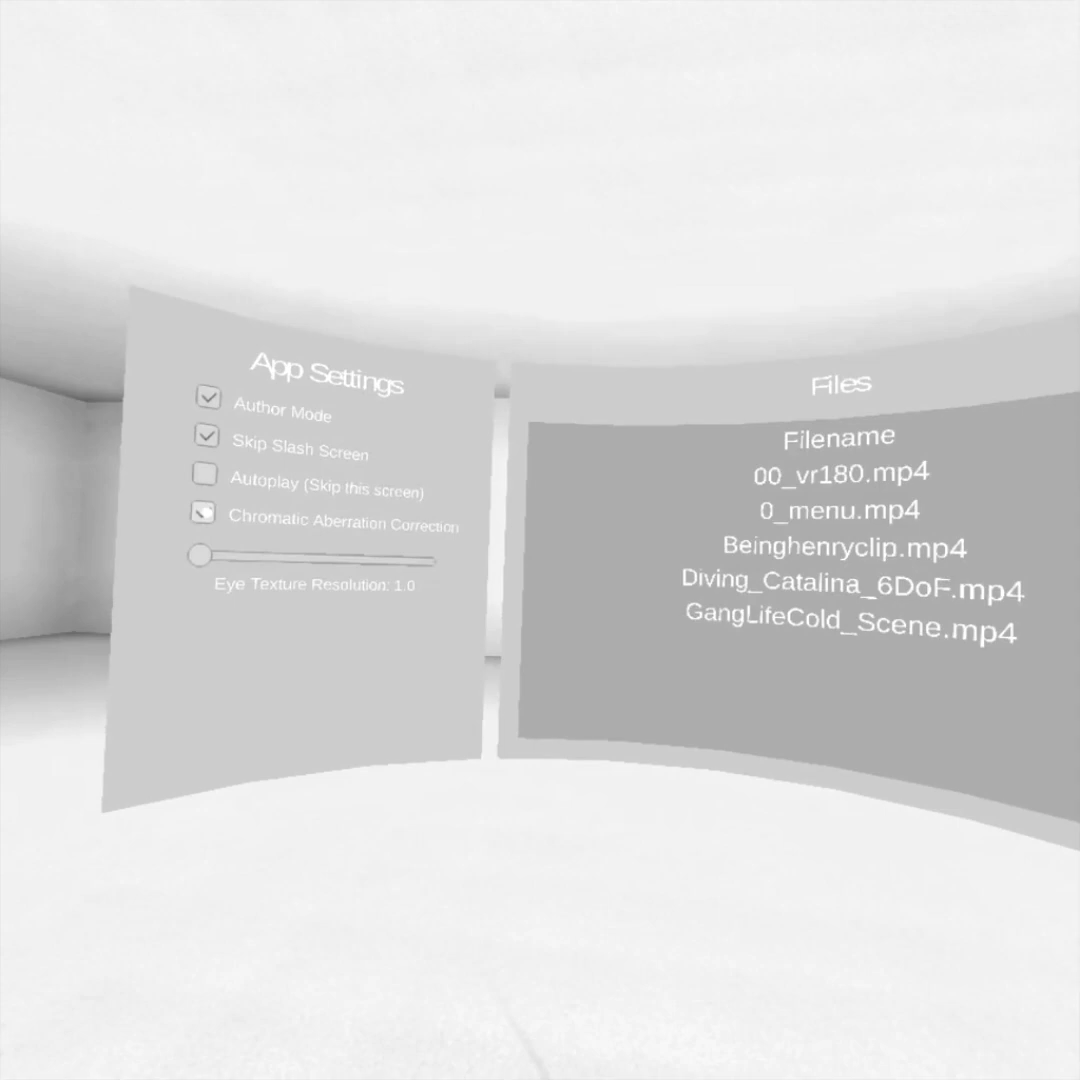 App Settings
Author Mode
Skip Slash Screen
Autoplay (Skip this screen)
Chromatic Aberration Correction
Eye Texture Resolution: 1.0
Files
Filename
00_vr180.mp4
0_menu.mp4
Beinghenryclip.mp4
Diving_Catalina_6DoF.mp4
GangLifeCold_Scene.mp4